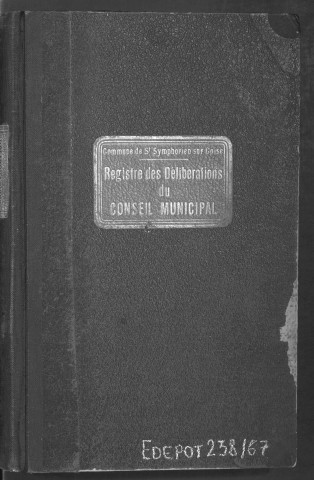 Commune de St Symphorien sur Coise
Registre des Délibérations
du
CONSEIL MUNICIPAL
EDEPOT 238/67